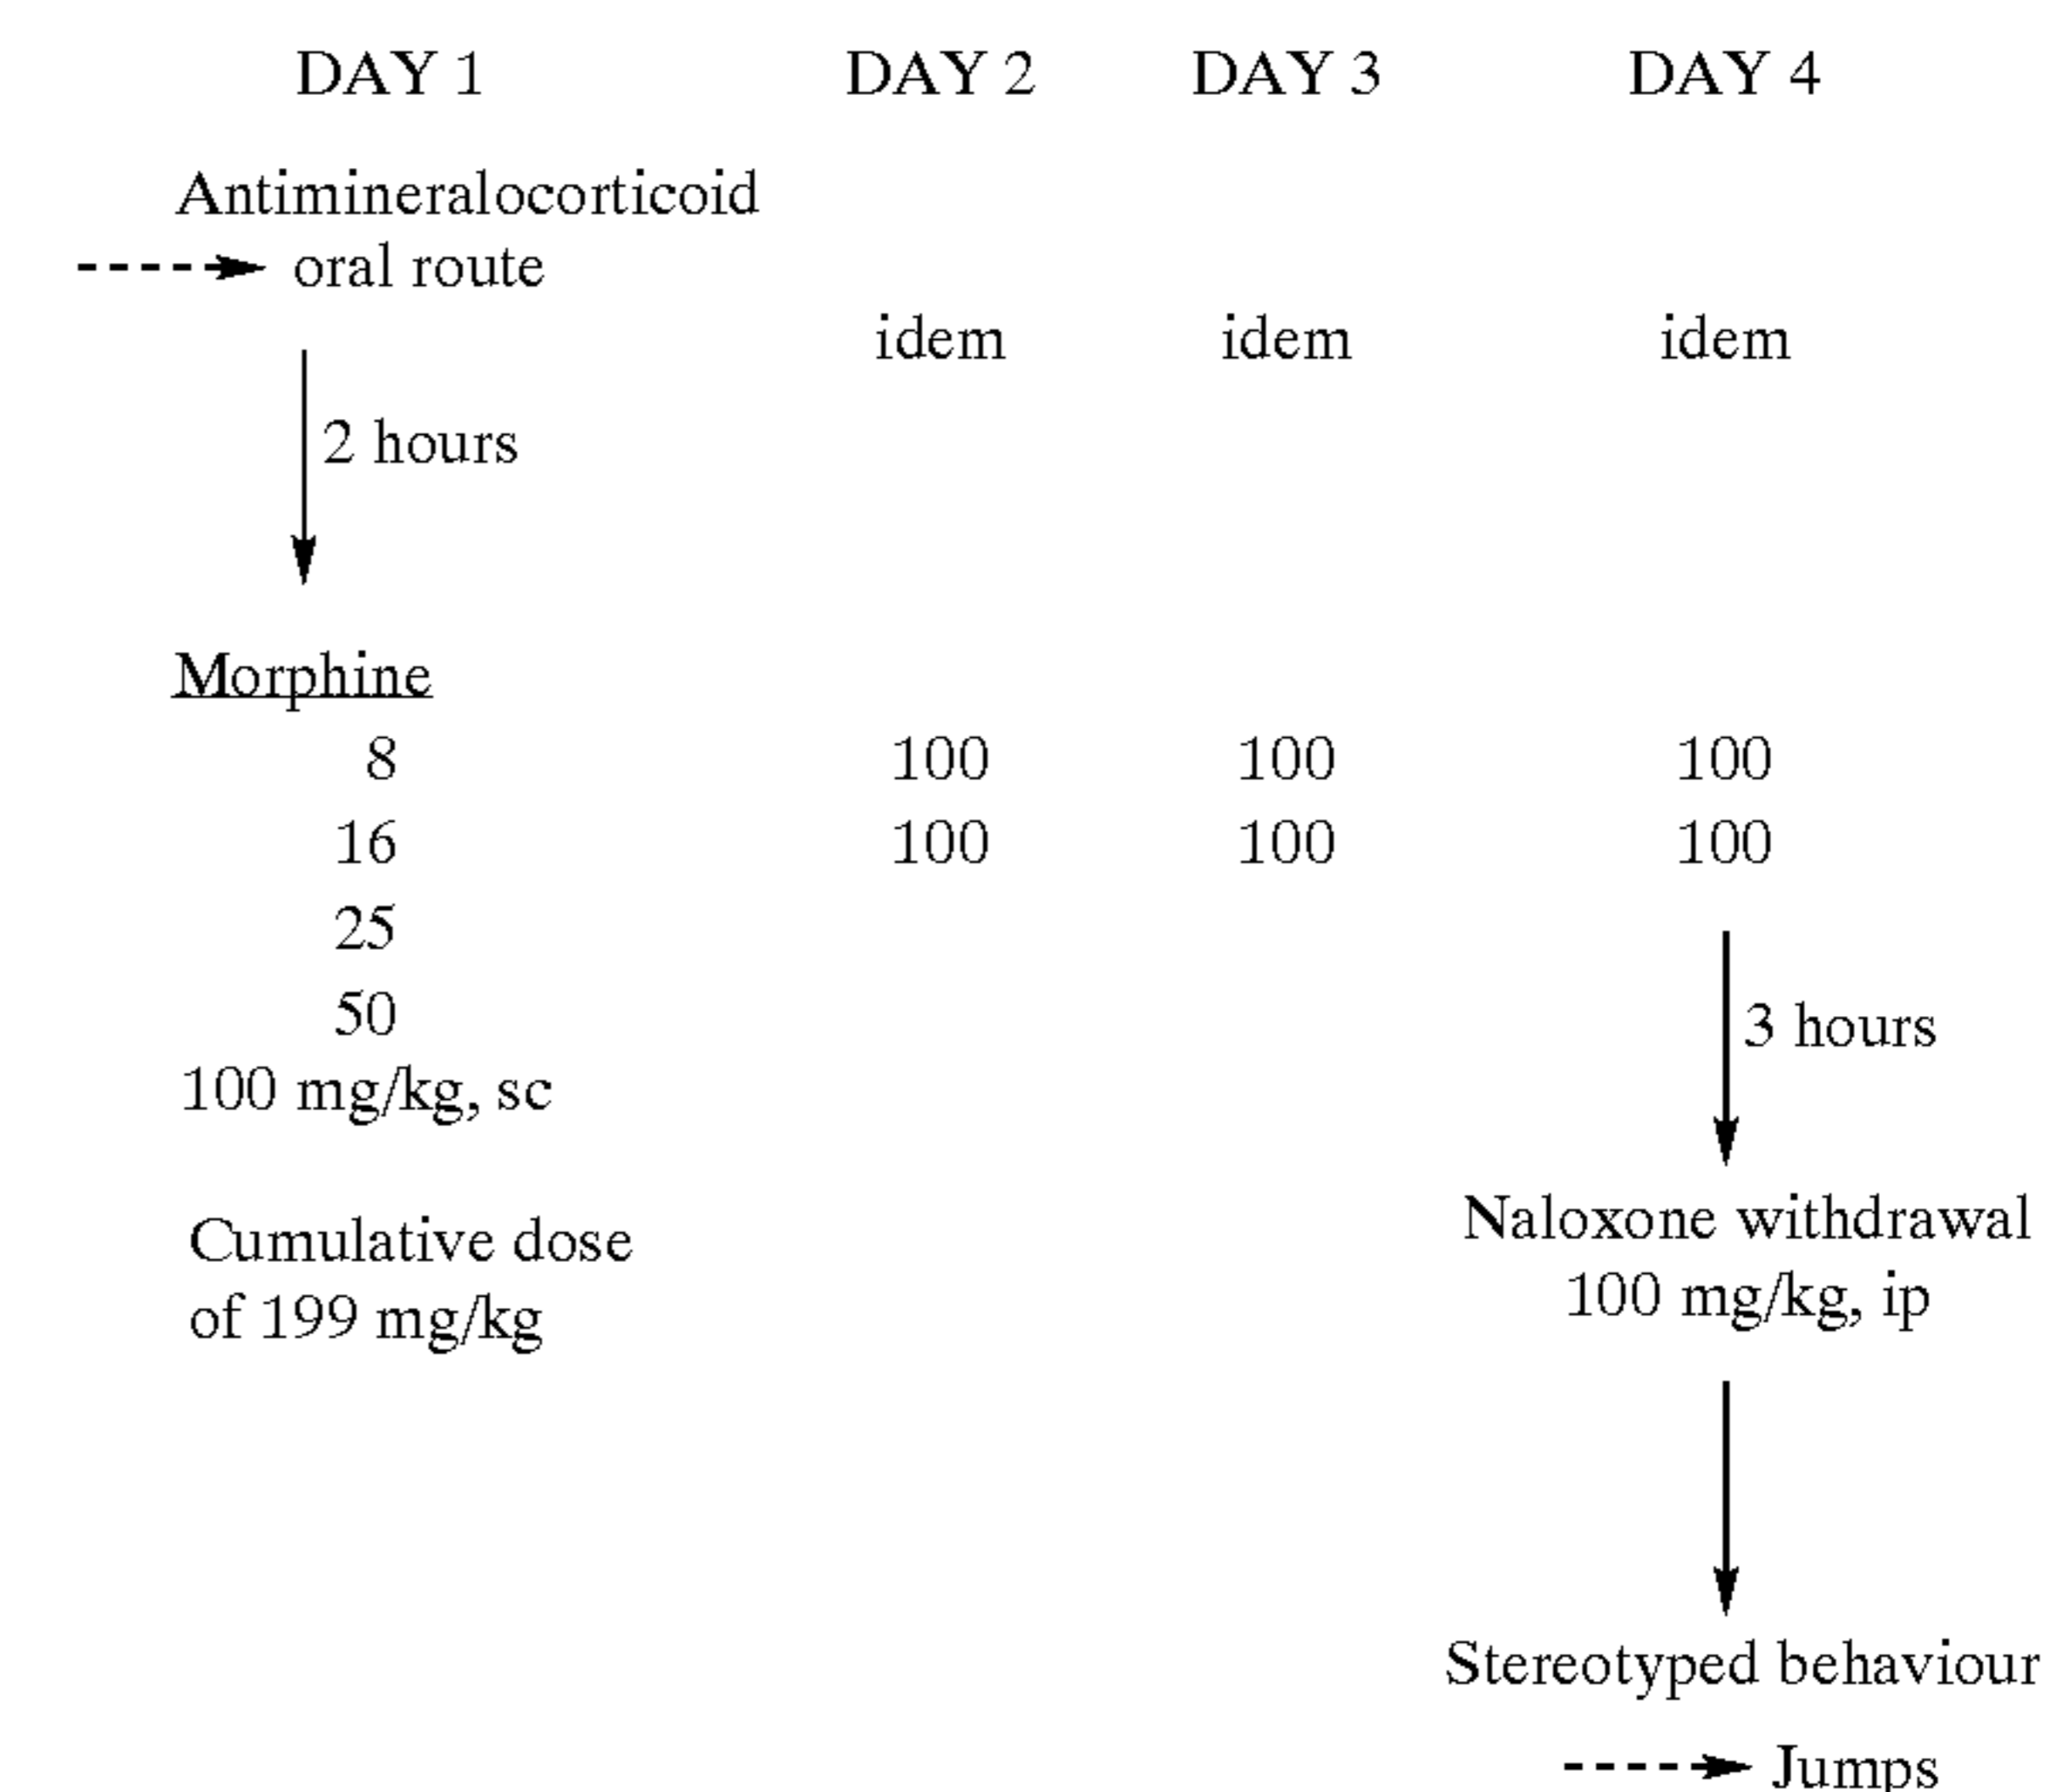 DAY 1 DAY 2 DAY 3 DAY 4
Antimineralocorticoid
oral route
idem idem idem
2 hours
Morphine
8 100 100 100
16 100 100 100
25
50
3 hours
100 mg/kg, sc
Naloxone withdrawal
Cumulative dose
100 mg/kg, ip
of 199 mg/kg
Stereotyped behaviour
Jumps